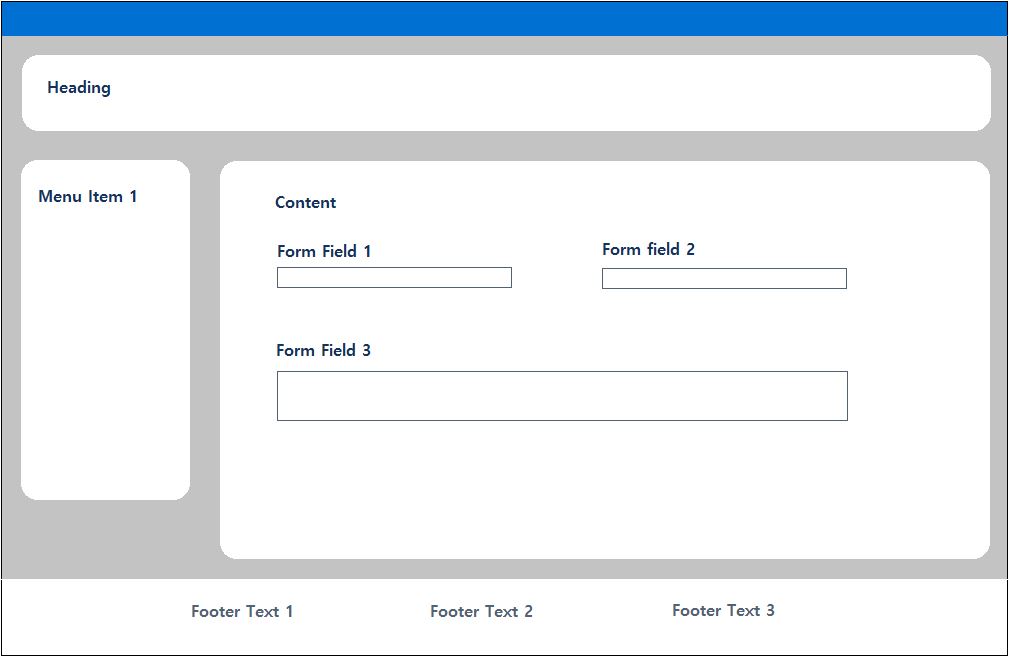 Heading
Menu Item 1
Content
Form Field 1
Form field 2
Form Field 3
Footer Text 1
Footer Text 2
Footer Text 3